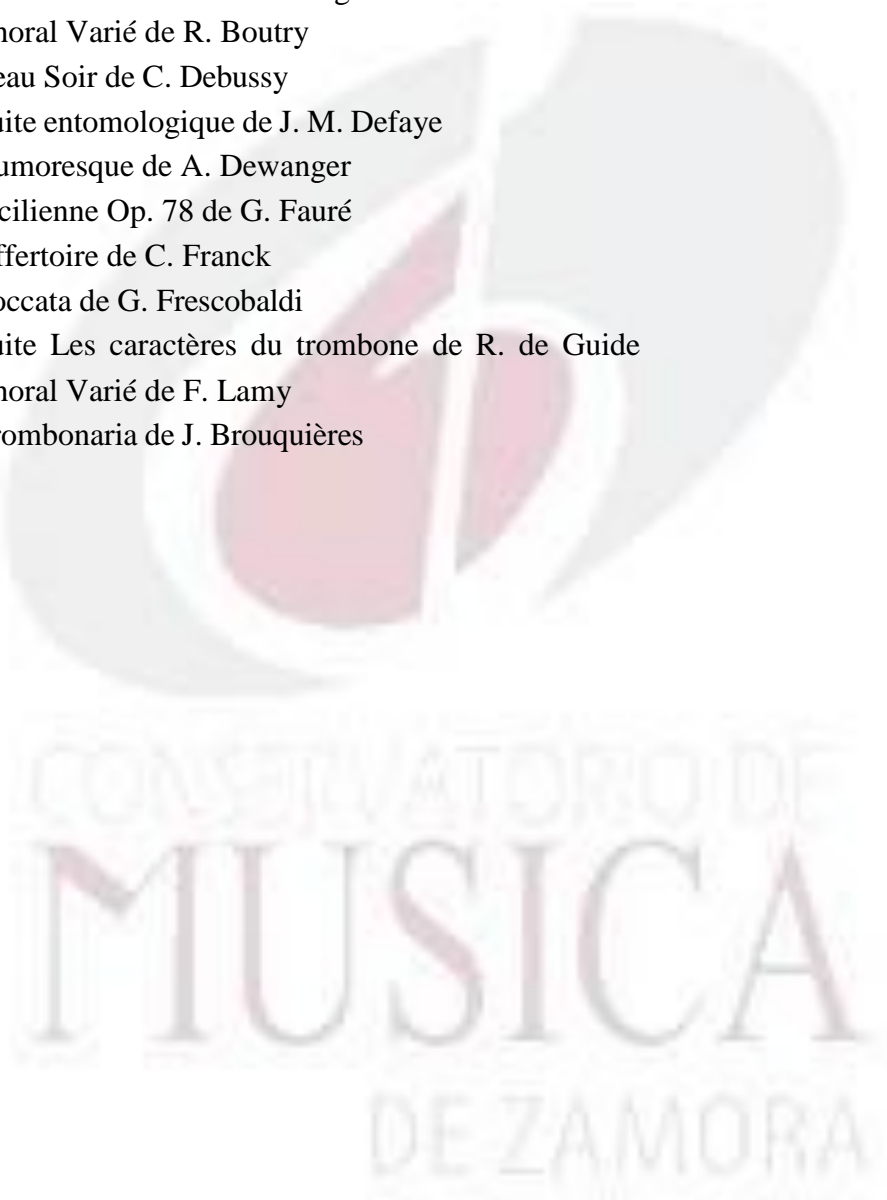 horal Varié de R. Boutry
eau Soir de C. Debussy
uite entomologique de J. M. Defaye
umoresque de A. Dewanger
cilienne Op. 78 de G. Fauré
ffertoire de C. Franck
occata de G. Frescobaldi
uite Les caractères du trombone de R. de Guide
horal Varié de F. Lamy
rombonaria de J. Brouquières
CONSERVATORIO DE
MUSICA
DE ZAMORA